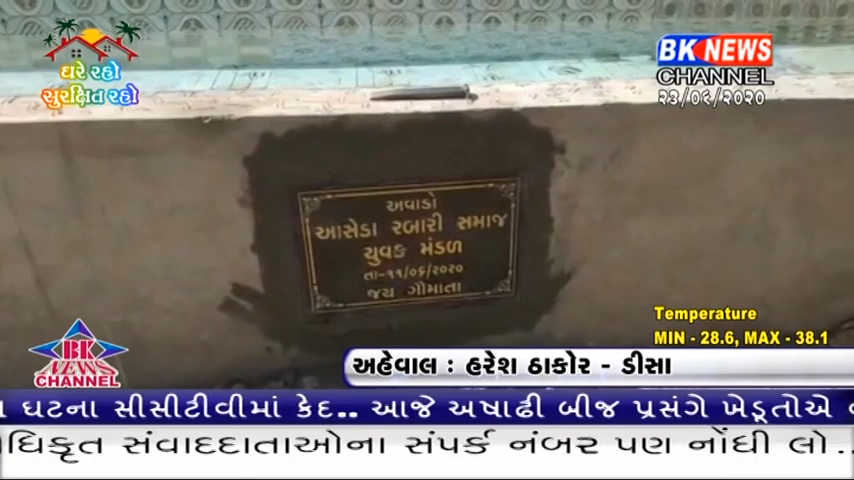 ઘરે રહો
સુરક્ષિત રહો
BK NEWS
CHANNEL
૨૩/૦૬/૨૦૨૦
અવાડો
આસેડા રબારી સમાજ
યુવક મંડળ
તા-૧૧/૦૬/૨૦૨૦
જય ગૌમાતા
Temperature
MIN - 28.6, MAX - 38.1
BK
NEWS
CHANNEL
અહેવાલ : હરેશ ઠાકોર - ડીસા
ઘટના સીસીટીવીમાં કેદ.. આજે અષાઢી બીજ પ્રસંગે ખેડૂતોએ
ધિકૃત સંવાદદાતાઓના સંપર્ક નંબર પણ નોંધી લો..